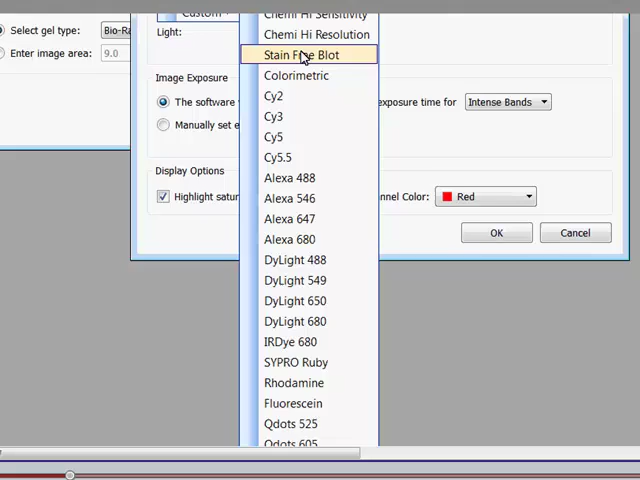 Custom
Chemi Hi Sensitivity
Select gel type:
Bio-Ra
Light:
Chemi Hi Resolution
Enter image area:
9.0
Stain Free Blot
Colorimetric
Image Exposure
Cy2
The software
exposure time for
Intense Bands
Cy3
Manually set e
Cy5
Cy5.5
Display Options
Alexa 488
Highlight satur
Alexa 546
nnel Color:
Red
Alexa 647
OK
Cancel
Alexa 680
DyLight 488
DyLight 549
DyLight 650
DyLight 680
IRDye 680
SYPRO Ruby
Rhodamine
Fluorescein
Qdots 525
Qdots 605